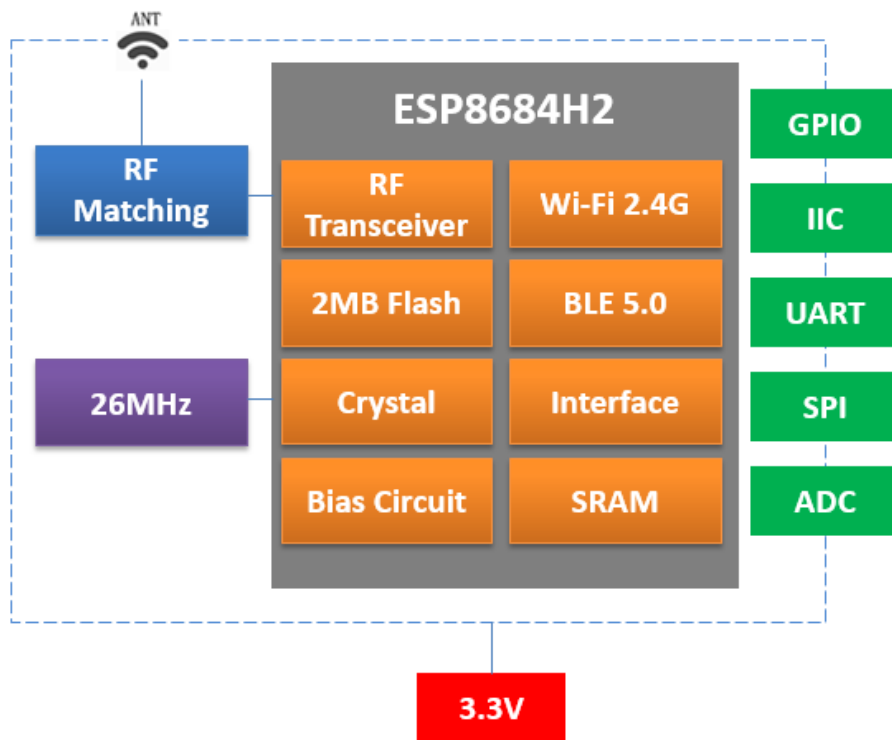 ANT
ESP8684H2
GPIO
RF
Matching
RF
Transceiver
Wi-Fi 2.4G
IIC
2MB Flash
BLE 5.0
UART
26MHz
Crystal
Interface
SPI
Bias Circuit
SRAM
ADC
3.3V